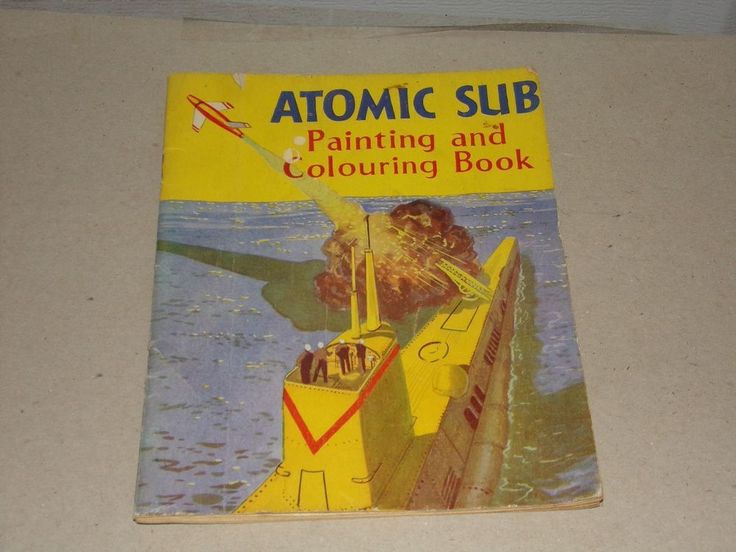 ATOMIC SUB
Painting and
Colouring Book